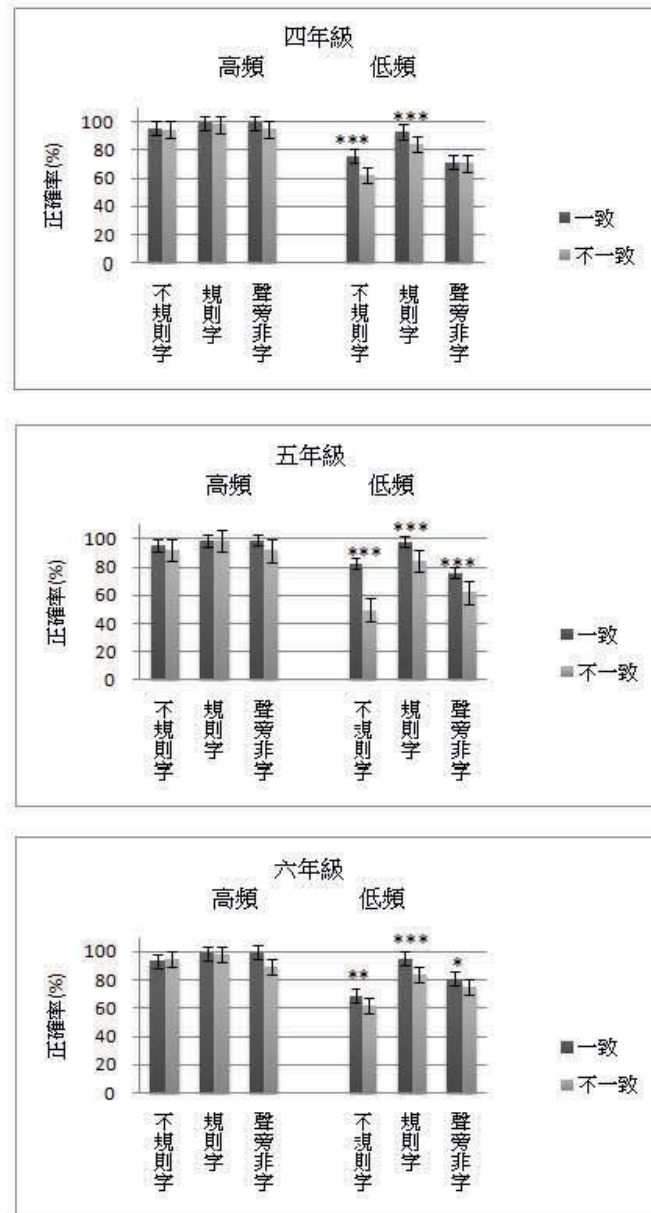 四年級
高頻 低頻
正確率(%)
100
80
60
40
20
0
*** ***
不規則字 規則字 聲旁非字 不規則字 規則字 聲旁非字
■一致
■不一致
五年級
高頻 低頻
正確率(%)
100
80
60
40
20
0
*** *** ***
不規則字 規則字 聲旁非字 不規則字 規則字 聲旁非字
■一致
■不一致
六年級
高頻 低頻
正確率(%)
100
80
60
40
20
0
** *** *
不規則字 規則字 聲旁非字 不規則字 規則字 聲旁非字
■一致
■不一致